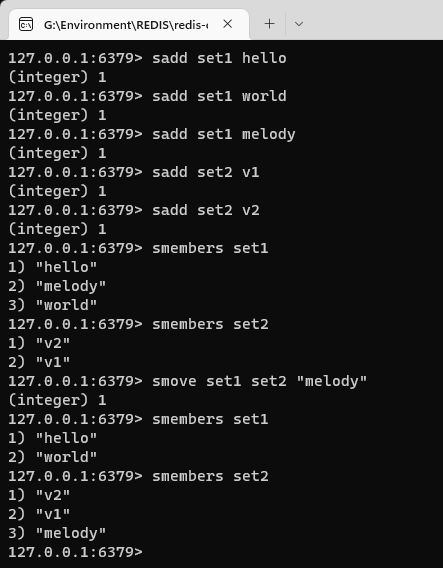 G:\Environment\REDIS\redis-c
127.0.0.1:6379> sadd set1 hello
(integer) 1
127.0.0.1:6379> sadd set1 world
(integer) 1
127.0.0.1:6379> sadd set1 melody
(integer) 1
127.0.0.1:6379> sadd set2 v1
(integer) 1
127.0.0.1:6379> sadd set2 v2
(integer) 1
127.0.0.1:6379> smembers set1
1) "hello"
2) "melody"
3) "world"
127.0.0.1:6379> smembers set2
1) "v2"
2) "v1"
127.0.0.1:6379> smove set1 set2 "melody"
(integer) 1
127.0.0.1:6379> smembers set1
1) "hello"
2) "world"
127.0.0.1:6379> smembers set2
1) "v2"
2) "v1"
3) "melody"
127.0.0.1:6379>